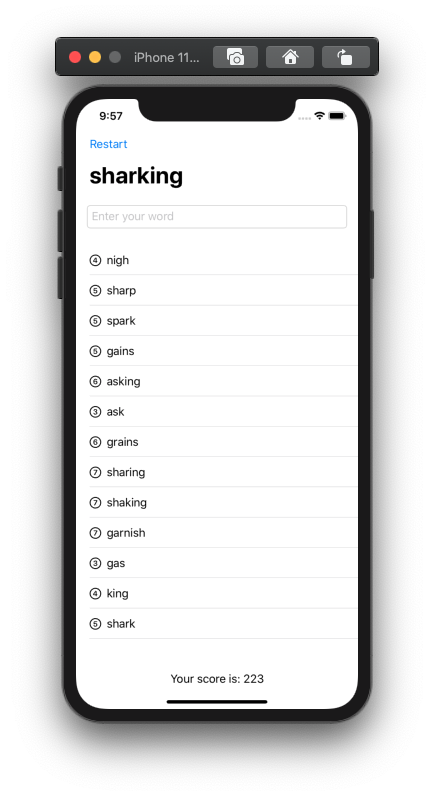 iPhone 11...
9:57
Restart
sharking
Enter your word
4 nigh
5 sharp
5 spark
5 gains
6 asking
3 ask
6 grains
7 sharing
7 shaking
7 garnish
3 gas
4 king
5 shark
Your score is: 223